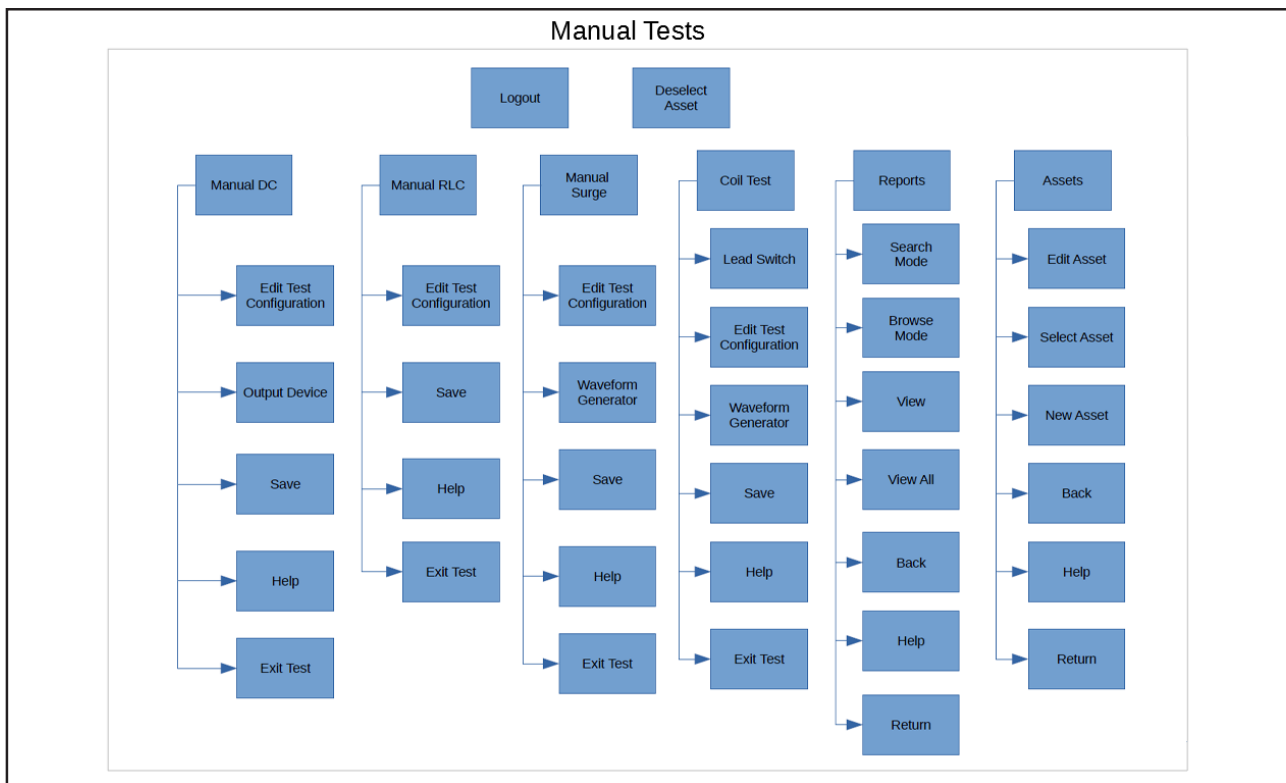 Manual Tests
Logout
Deselect
Asset
Manual DC
Edit Test
Configuration
Output Device
Save
Help
Exit Test
Manual RLC
Edit Test
Configuration
Save
Help
Exit Test
Manual
Surge
Edit Test
Configuration
Waveform
Generator
Save
Help
Exit Test
Coil Test
Lead Switch
Edit Test
Configuration
Waveform
Generator
Save
Help
Exit Test
Reports
Search
Mode
Browse
Mode
View
View All
Back
Help
Return
Assets
Edit Asset
Select Asset
New Asset
Back
Help
Return